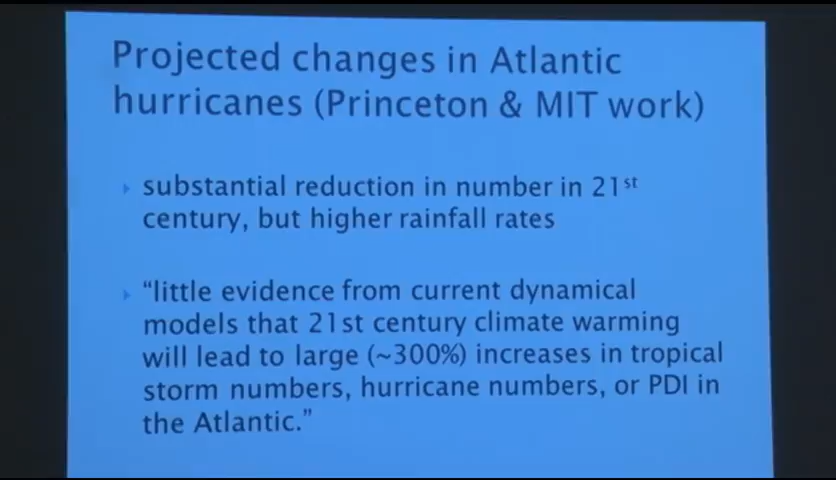 Projected changes in Atlantic
hurricanes (Princeton & MIT work)
substantial reduction in number in 21st
century, but higher rainfall rates
“little evidence from current dynamical
models that 21st century climate warming
will lead to large (~300%) increases in tropical
storm numbers, hurricane numbers, or PDI in
the Atlantic.”